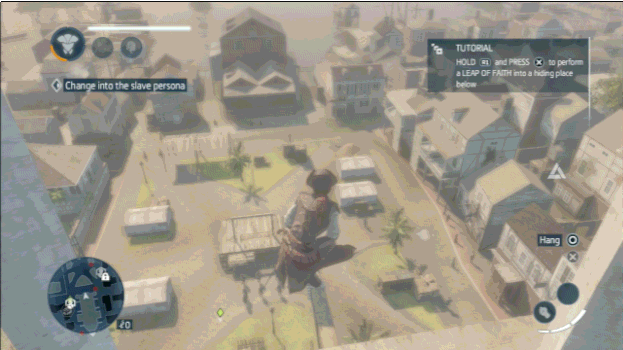 TUTORIAL
HOLD R1 and PRESS X to perform
a LEAP OF FAITH into a hiding place
below
Change into the slave persona
Hang
20